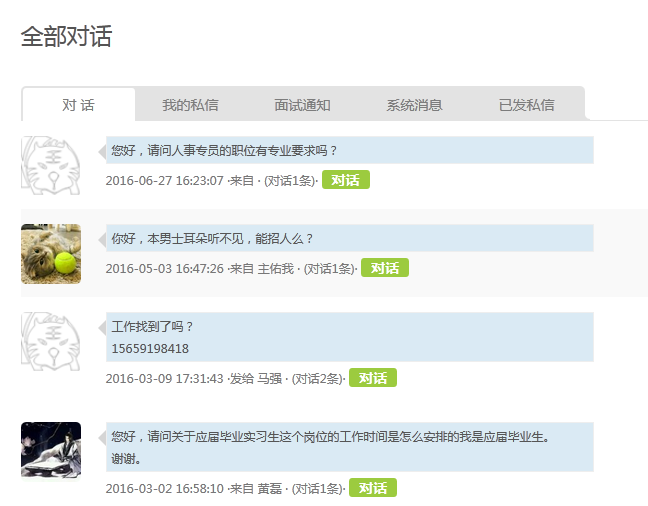 全部对话
对 话 我的私信 面试通知 系统消息 已发私信
您好，请问人事专员的职位有专业要求吗？
2016-06-27 16:23:07 ·来自 · (对话1条)· 对话
你好，本男士耳朵听不见，能招人么？
2016-05-03 16:47:26 ·来自 主佑我 · (对话1条)· 对话
工作找到了吗？
15659198418
2016-03-09 17:31:43 ·发给 马强 · (对话2条)· 对话
您好，请问关于应届毕业实习生这个岗位的工作时间是怎么安排的我是应届毕业生。
谢谢。
2016-03-02 16:58:10 ·来自 黄磊 · (对话1条)· 对话